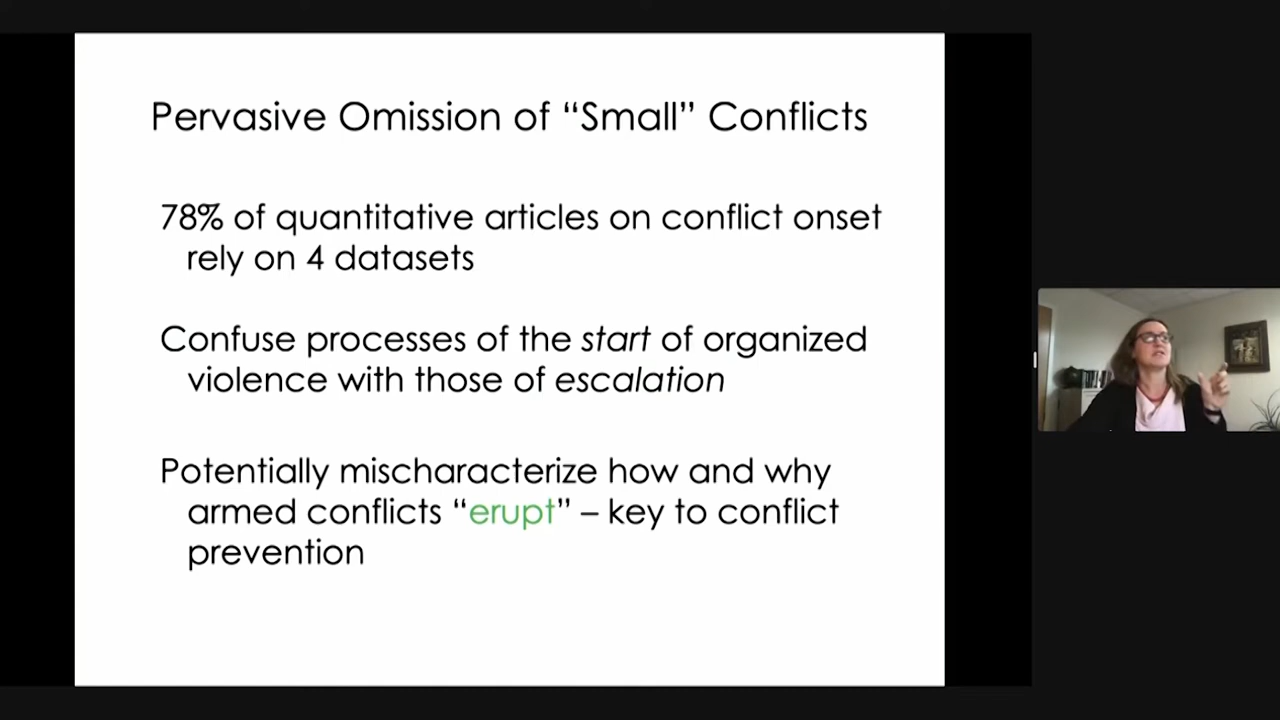 Pervasive Omission of “Small” Conflicts
78% of quantitative articles on conflict onset
rely on 4 datasets
Confuse processes of the start of organized
violence with those of escalation
Potentially mischaracterize how and why
armed conflicts “erupt” – key to conflict
prevention